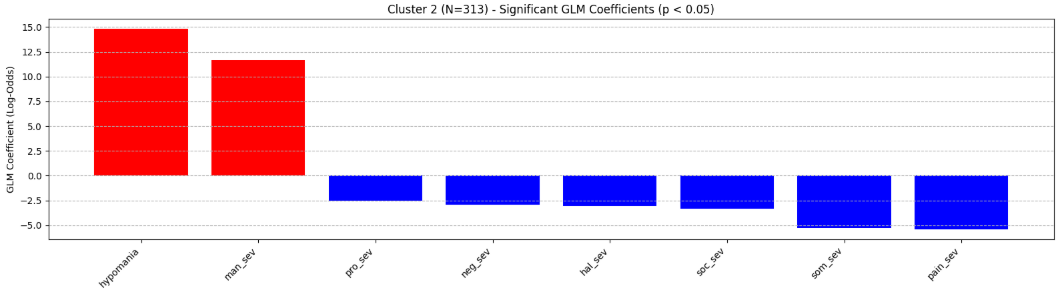 Cluster 2 (N=313) - Significant GLM Coefficients (p < 0.05)
GLM Coefficient (Log-Odds)
15.0
12.5
10.0
7.5
5.0
2.5
0.0
−2.5
−5.0
hypomania
man_sev
pro_sev
neg_sev
hal_sev
soc_sev
som_sev
pain_sev